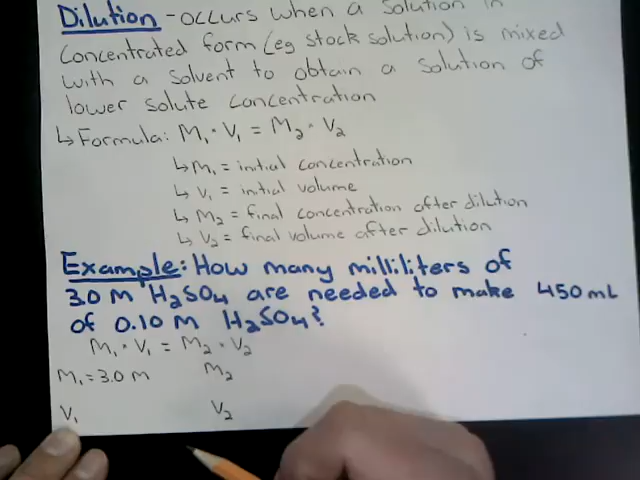 Dilution - occurs when a solution in
concentrated form (eg stock solution) is mixed
with a solvent to obtain a solution of
lower solute concentration
↳ Formula: M₁ · V₁ = M₂ · V₂
↳ M₁ = initial concentration
↳ V₁ = initial volume
↳ M₂ = final concentration after dilution
↳ V₂ = final volume after dilution
Example: How many milliliters of
3.0 M H₂SO₄ are needed to make 450 mL
of 0.10 M H₂SO₄?
M₁ · V₁ = M₂ · V₂
M₁ = 3.0 M M₂
V₁ V₂